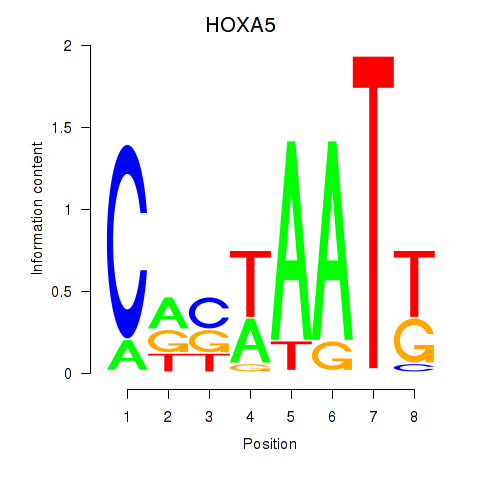 HOXA5
Information content
2
1.5
1
0.5
0
C A T A A T T
A C A G
G G A T G G C
A T T G
1 2 3 4 5 6 7 8
Position